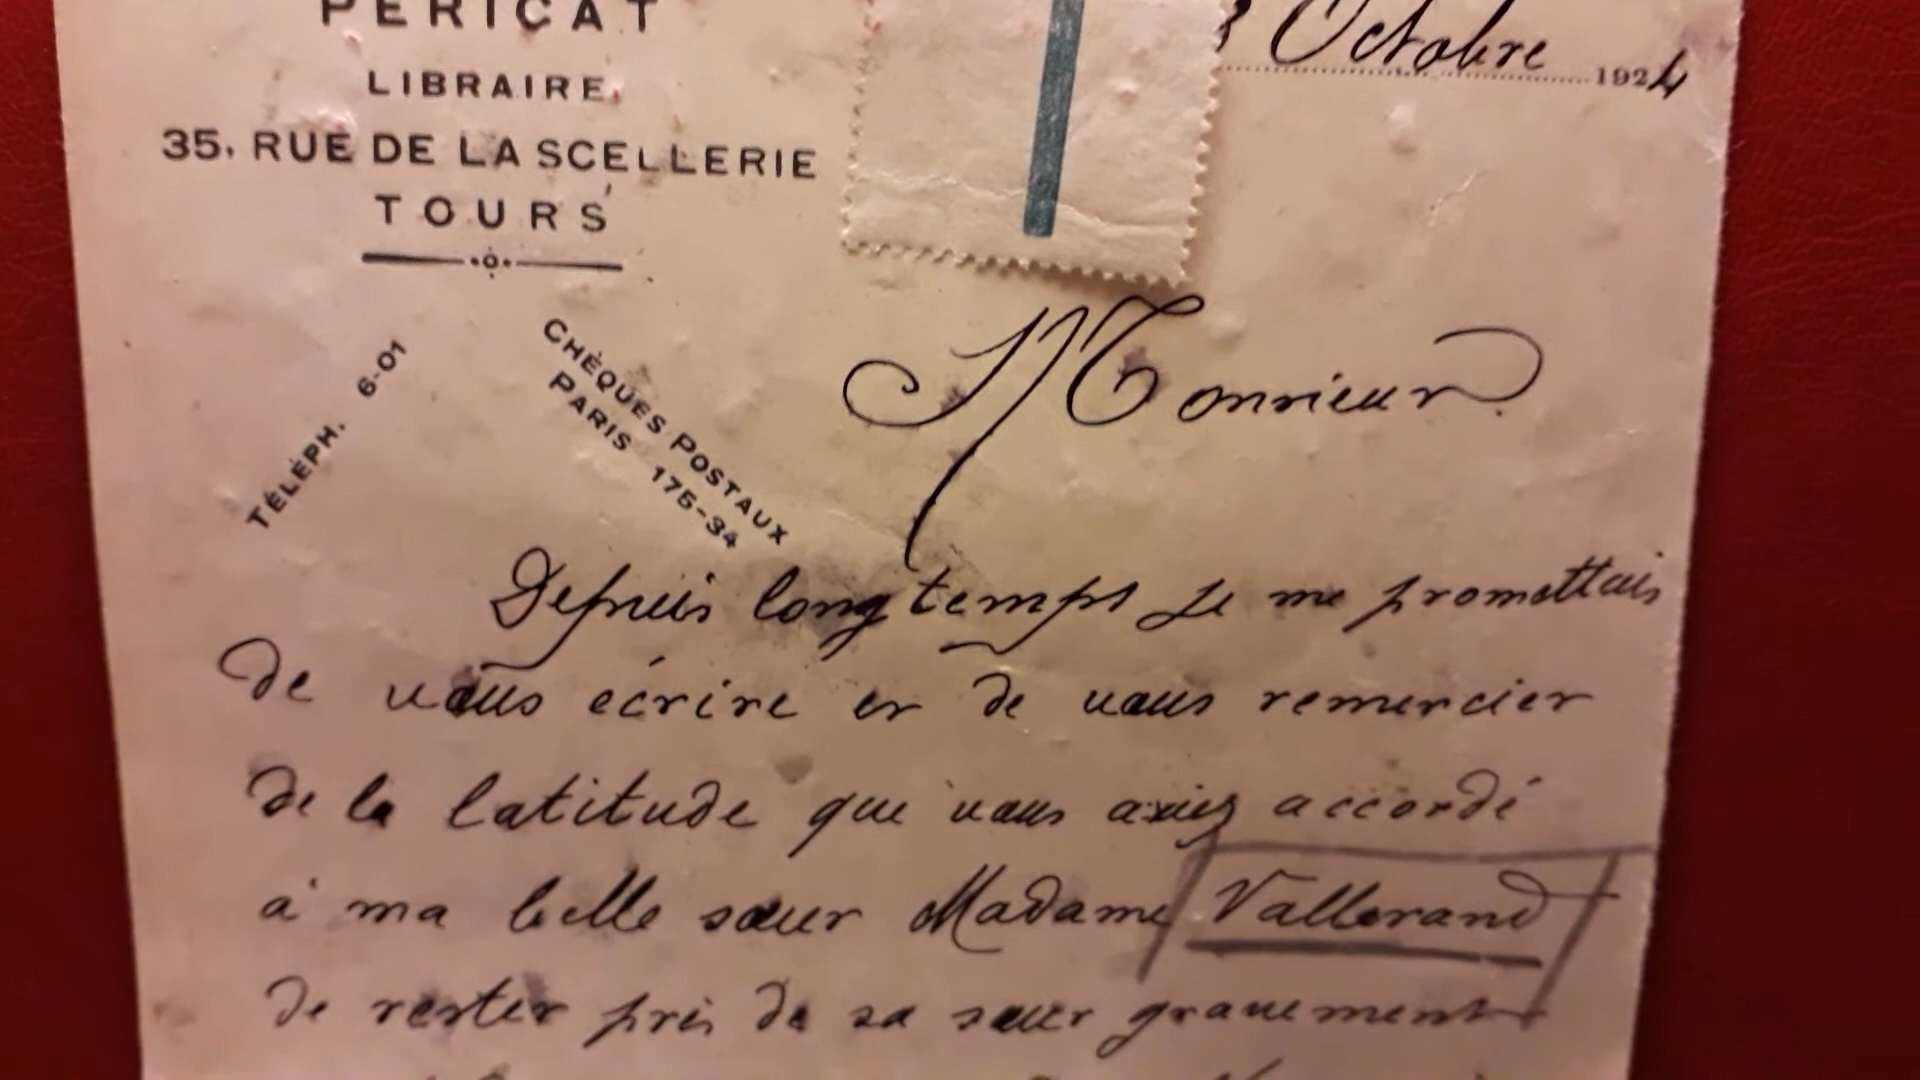 PERICAT
LIBRAIRE
35, RUE DE LA SCELLERIE
TOURS
Octobre 1924
TÉLÉPH. 6-01
CHÈQUES POSTAUX
PARIS 175-34
Monsieur
Depuis longtemps je me promettais
de vous écrire et de vous remercier
de la latitude que vous aviez accordé
à ma belle sœur Madame Vallerand
de rester près de sa sœur gravement